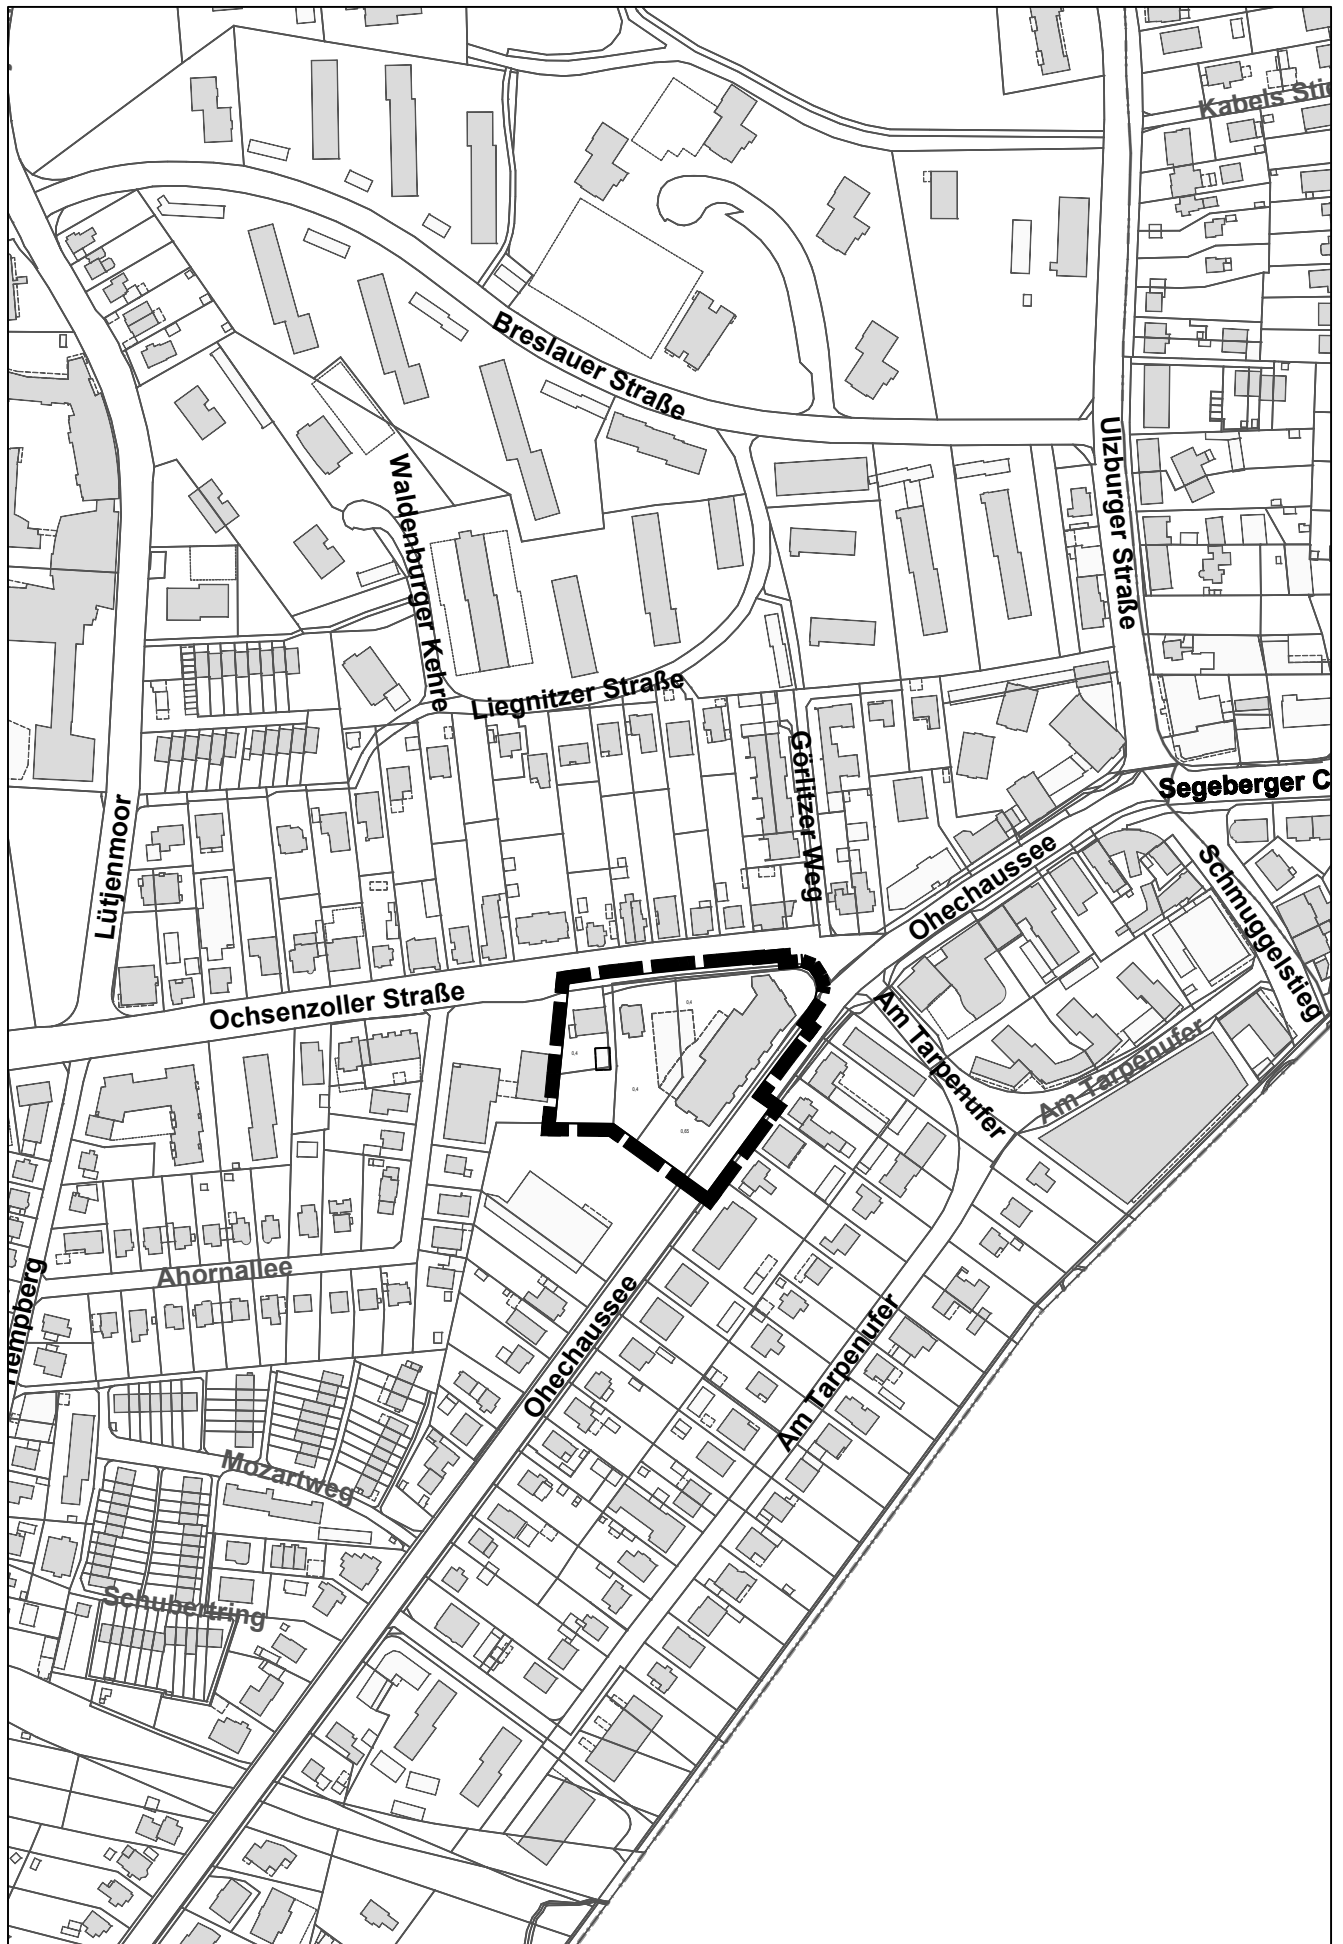 Kabels Stie
Breslauer Straße
Ulzburger Straße
Waldenburger Kehre
Liegnitzer Straße
Görlitzer Weg
Segeberger C
Lütjenmoor
Ohechaussee
Schmuggelstieg
Ochsenzoller Straße
Am Tarpenufer
Am Tarpenufer
0,4
0,4
0,4
0,65
Ahornallee
Hempberg
Ohechaussee
Am Tarpenufer
Mozartweg
Schubertring